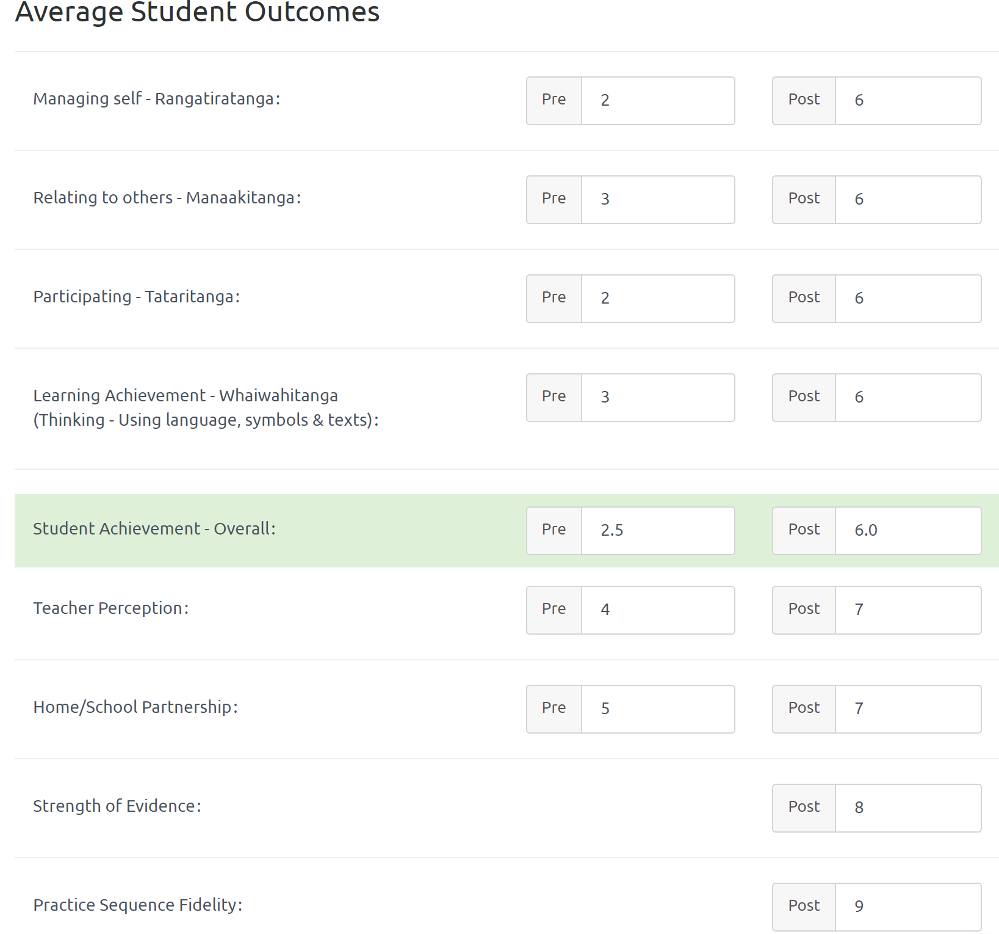 Average Student Outcomes
Managing self - Rangatiratanga: Pre 2 Post 6
Relating to others - Manaakitanga: Pre 3 Post 6
Participating - Tataritanga: Pre 2 Post 6
Learning Achievement - Whaiwahitanga Pre 3 Post 6
(Thinking - Using language, symbols & texts):
Student Achievement - Overall: Pre 2.5 Post 6.0
Teacher Perception: Pre 4 Post 7
Home/School Partnership: Pre 5 Post 7
Strength of Evidence: Post 8
Practice Sequence Fidelity: Post 9